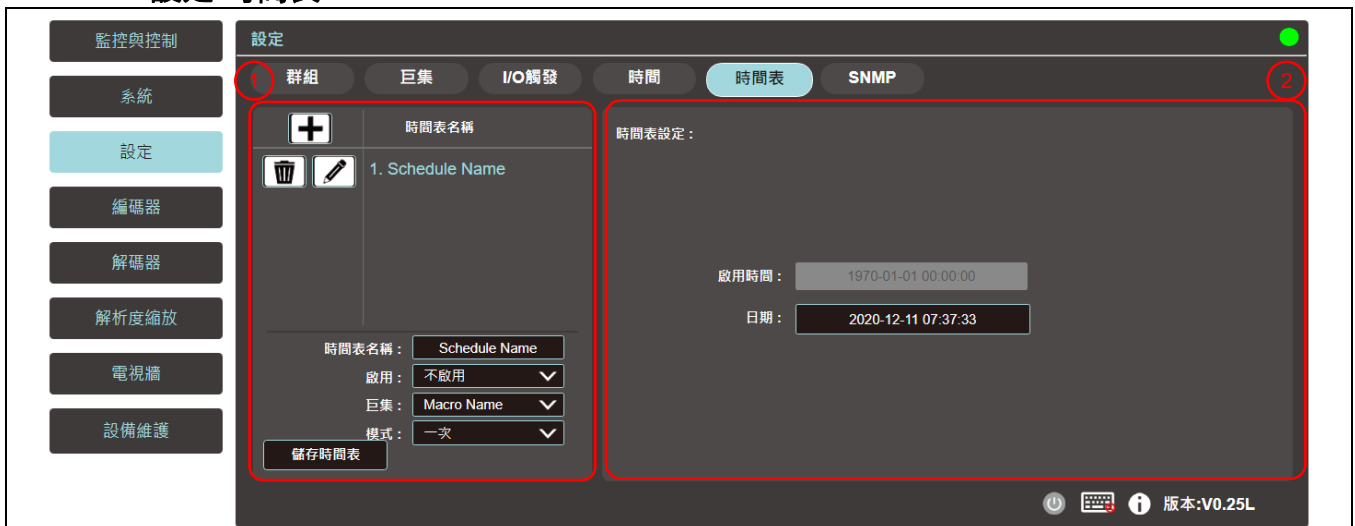 監控與控制
系統
設定
編碼器
解碼器
解析度縮放
電視牆
設備維護
設定
1 群組 巨集 I/O觸發 時間 時間表 SNMP 2
時間表名稱
1. Schedule Name
時間表名稱： Schedule Name
啟用： 不啟用
巨集： Macro Name
模式： 一次
儲存時間表
時間表設定：
啟用時間： 1970-01-01 00:00:00
日期： 2020-12-11 07:37:33
版本:V0.25L